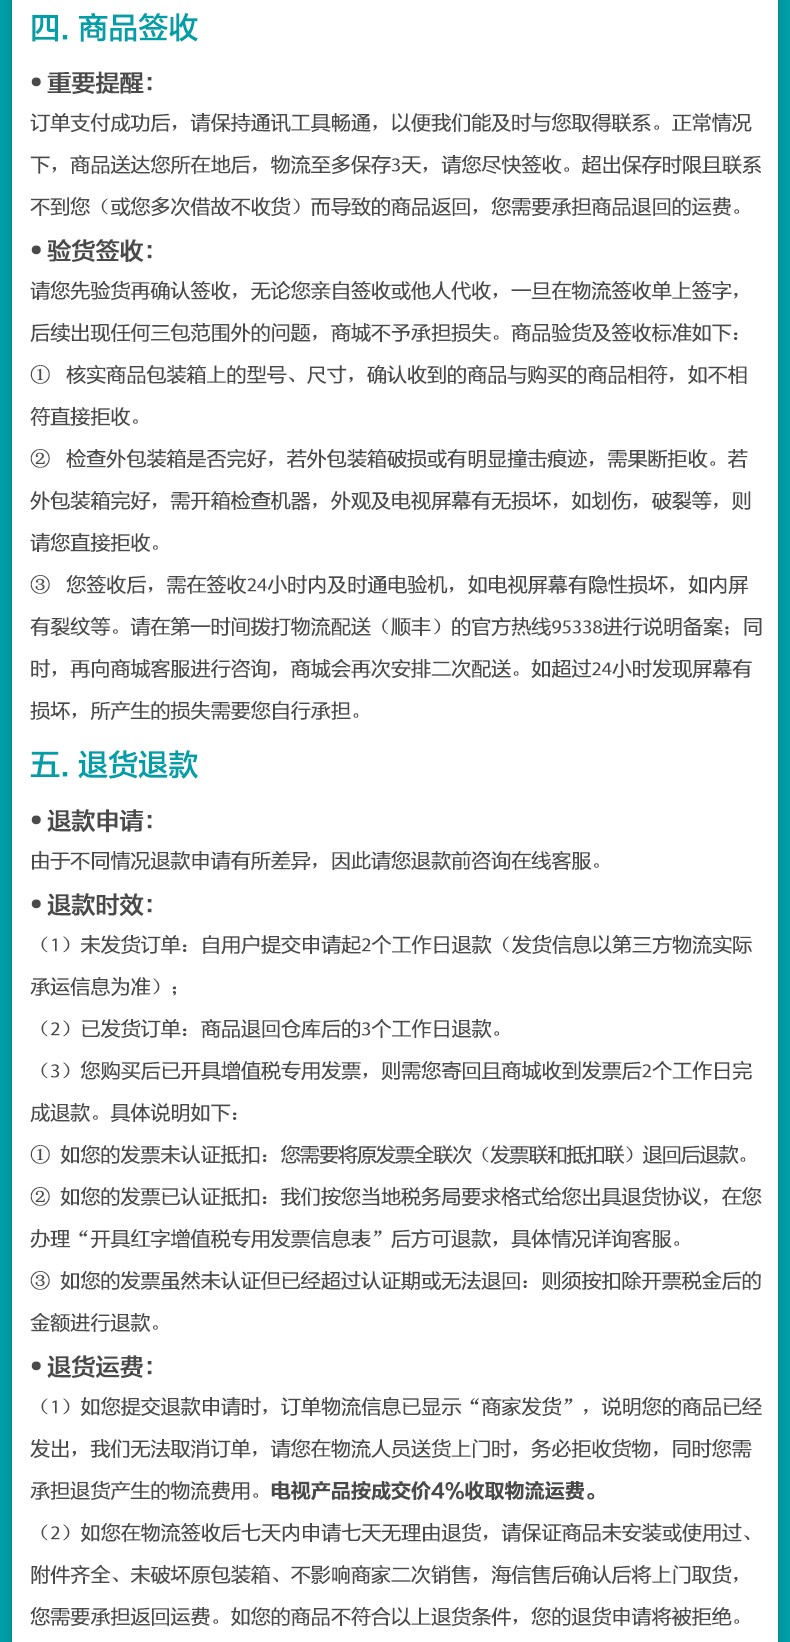 四. 商品签收
• 重要提醒：
订单支付成功后，请保持通讯工具畅通，以便我们能及时与您取得联系。正常情况
下，商品送达您所在地后，物流至多保存3天，请您尽快签收。超出保存时限且联系
不到您（或您多次借故不收货）而导致的商品返回，您需要承担商品退回的运费。
• 验货签收：
请您先验货再确认签收，无论您亲自签收或他人代收，一旦在物流签收单上签字，
后续出现任何三包范围外的问题，商城不予承担损失。商品验货及签收标准如下：
① 核实商品包装箱上的型号、尺寸，确认收到的商品与购买的商品相符，如不相
符直接拒收。
② 检查外包装箱是否完好，若外包装箱破损或有明显撞击痕迹，需果断拒收。若
外包装箱完好，需开箱检查机器，外观及电视屏幕有无损坏，如划伤，破裂等，则
请您直接拒收。
③ 您签收后，需在签收24小时内及时通电验机，如电视屏幕有隐性损坏，如内屏
有裂纹等。请在第一时间拨打物流配送（顺丰）的官方热线95338进行说明备案；同
时，再向商城客服进行咨询，商城会再次安排二次配送。如超过24小时发现屏幕有
损坏，所产生的损失需要您自行承担。
五. 退货退款
• 退款申请：
由于不同情况退款申请有所差异，因此请您退款前咨询在线客服。
• 退款时效：
（1）未发货订单：自用户提交申请起2个工作日退款（发货信息以第三方物流实际
承运信息为准）；
（2）已发货订单：商品退回仓库后的3个工作日退款。
（3）您购买后已开具增值税专用发票，则需您寄回且商城收到发票后2个工作日完
成退款。具体说明如下：
① 如您的发票未认证抵扣：您需要将原发票全联次（发票联和抵扣联）退回后退款。
② 如您的发票已认证抵扣：我们按您当地税务局要求格式给您出具退货协议，在您
办理“开具红字增值税专用发票信息表”后方可退款，具体情况详询客服。
③ 如您的发票虽然未认证但已经超过认证期或无法退回：则须按扣除开票税金后的
金额进行退款。
• 退货运费：
（1）如您提交退款申请时，订单物流信息已显示“商家发货”，说明您的商品已经
发出，我们无法取消订单，请您在物流人员送货上门时，务必拒收货物，同时您需
承担退货产生的物流费用。电视产品按成交价4%收取物流运费。
（2）如您在物流签收后七天内申请七天无理由退货，请保证商品未安装或使用过、
附件齐全、未破坏原包装箱、不影响商家二次销售，海信售后确认后将上门取货，
您需要承担返回运费。如您的商品不符合以上退货条件，您的退货申请将被拒绝。